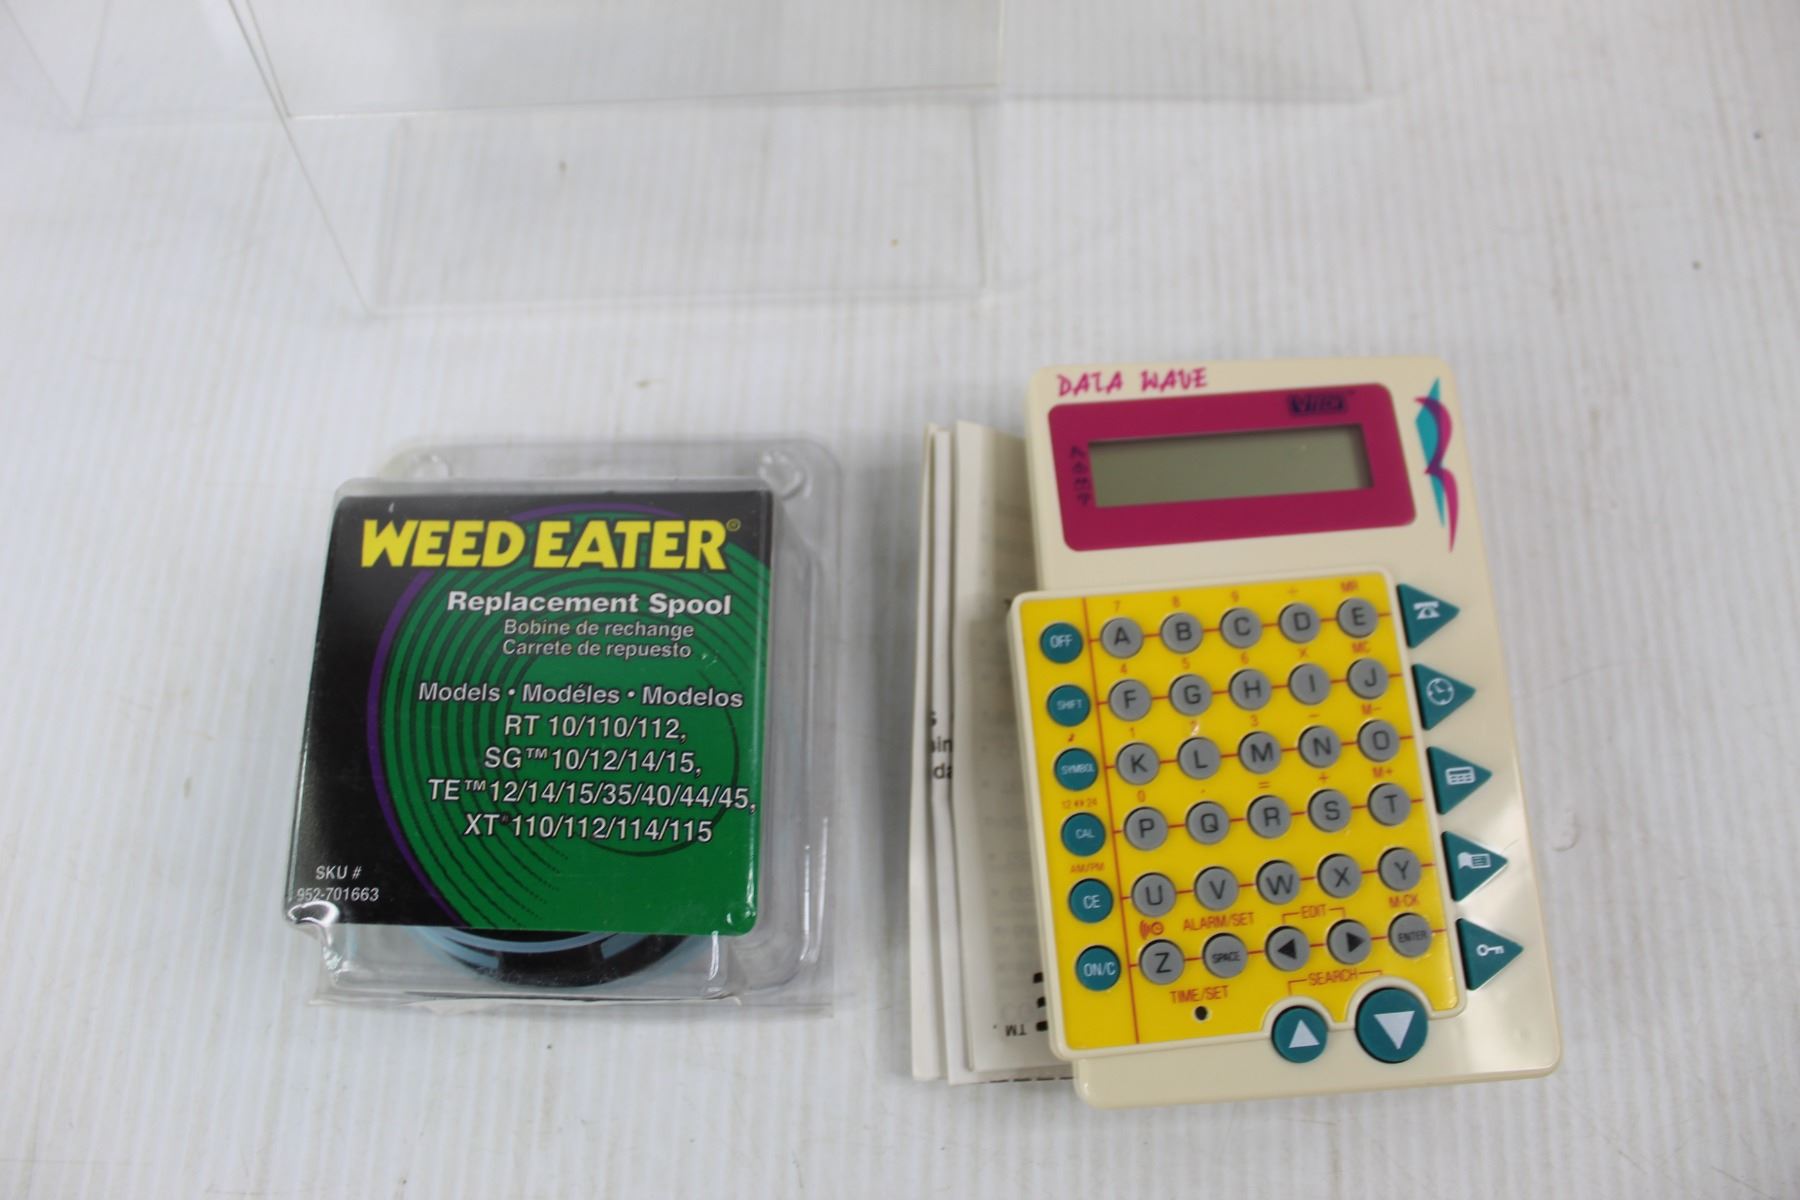 WEED EATER®
Replacement Spool
Bobine de rechange
Carrete de repuesto
Models • Modéles • Modelos
RT 10/110/112,
SG™10/12/14/15,
TE™12/14/15/35/40/44/45,
XT®110/112/114/115
SKU #
952-701663
DATA WAVE
7 8 9 ÷ MR
OFF A B C D E
4 5 6 × MC
SHIFT F G H I J
1 2 3 − M−
SYMBOL K L M N O
12↔24 0 . = + M+
CAL P Q R S T
AM/PM
CE U V W X Y
ALARM/SET EDIT M-CK
ON/C Z SPACE ENTER
TIME/SET SEARCH
TM